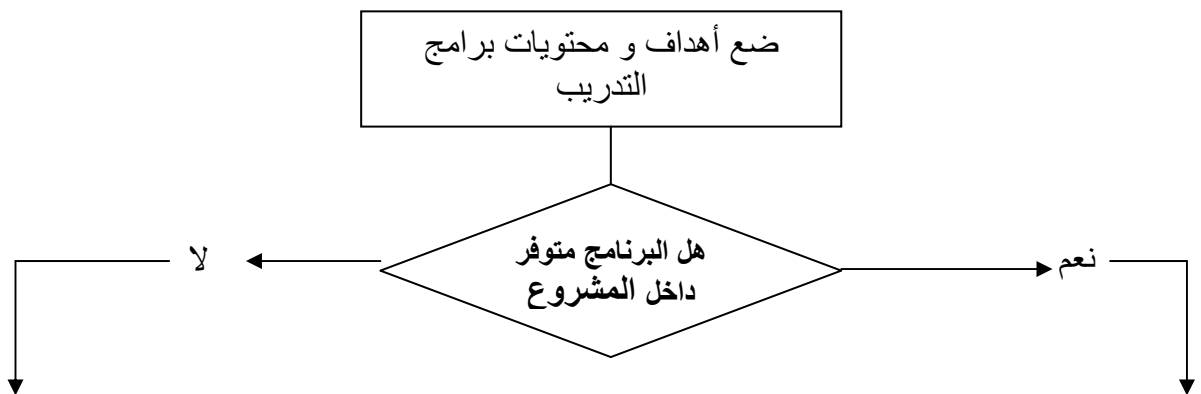 ضع أهداف و محتويات برامج
التدريب
هل البرنامج متوفر
داخل المشروع
نعم
لا